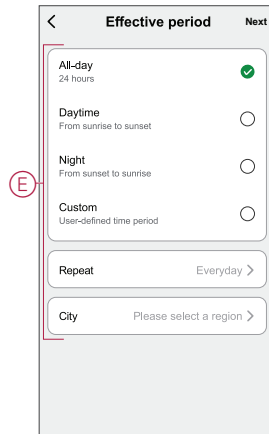 Effective period Next
All-day
24 hours
Daytime
From sunrise to sunset
Night
From sunset to sunrise
Custom
User-defined time period
E
Repeat Everyday
City Please select a region